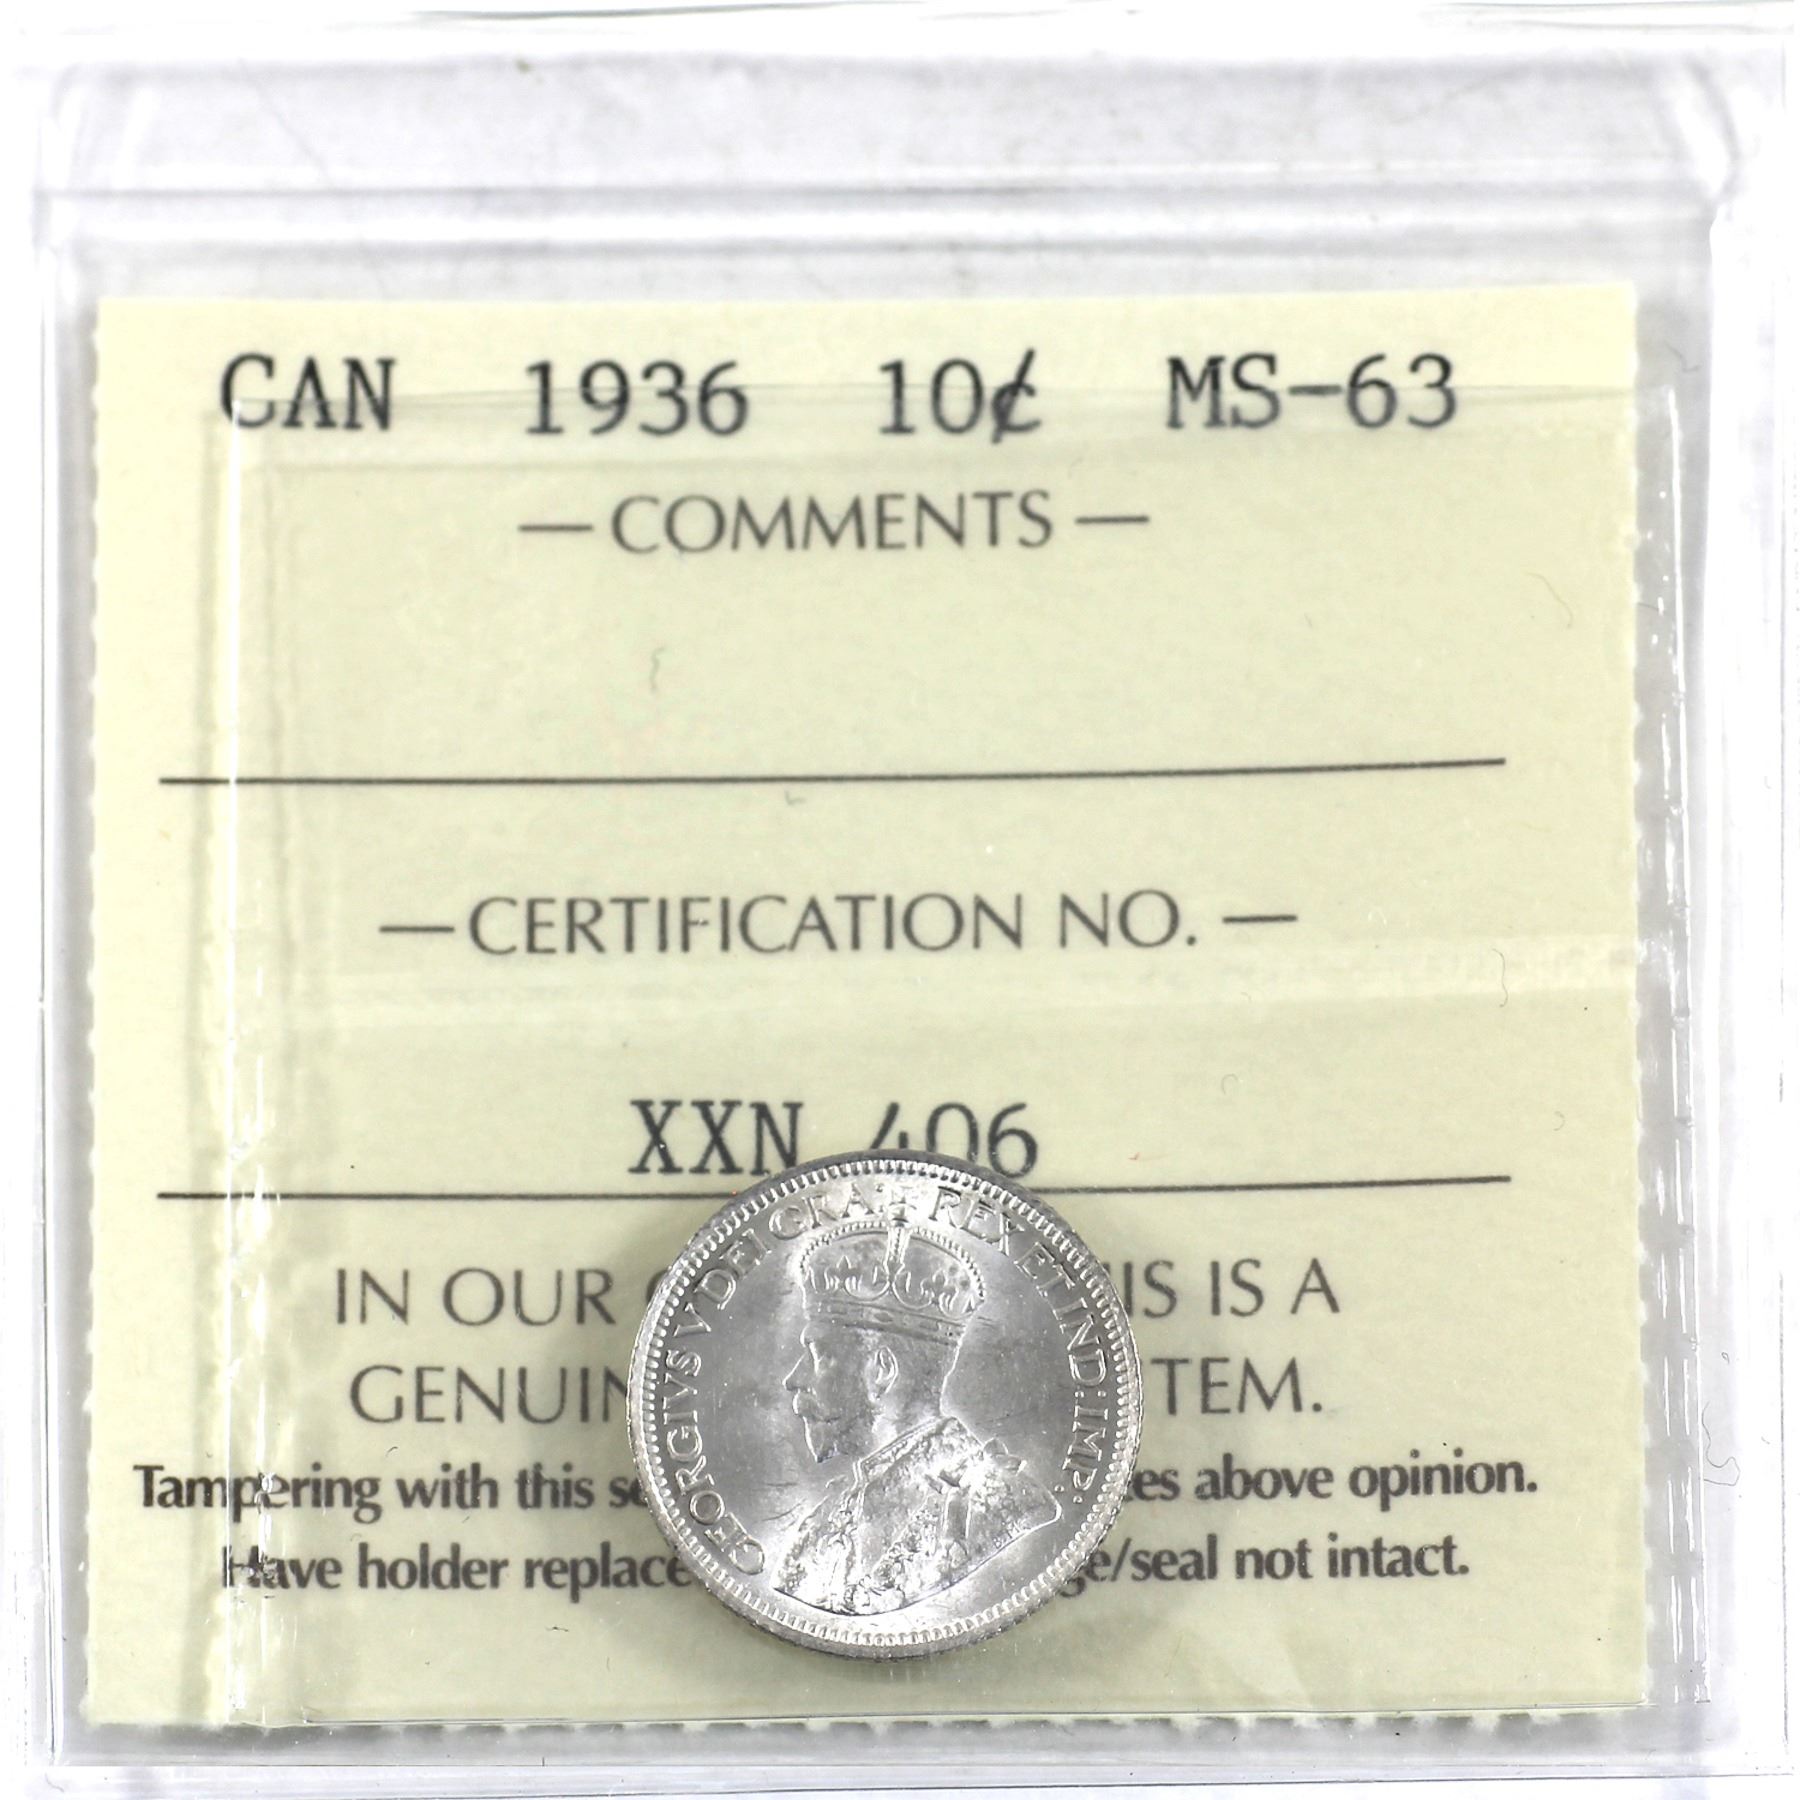 CAN 1936 10¢ MS-63
— COMMENTS —
— CERTIFICATION NO. —
XXN 406
IN OUR IS IS A
GENUIN TEM.
Tampering with this se es above opinion.
Have holder replace ge/seal not intact.
GEORGIVS V DEI GRA: REX ET IND: IMP: